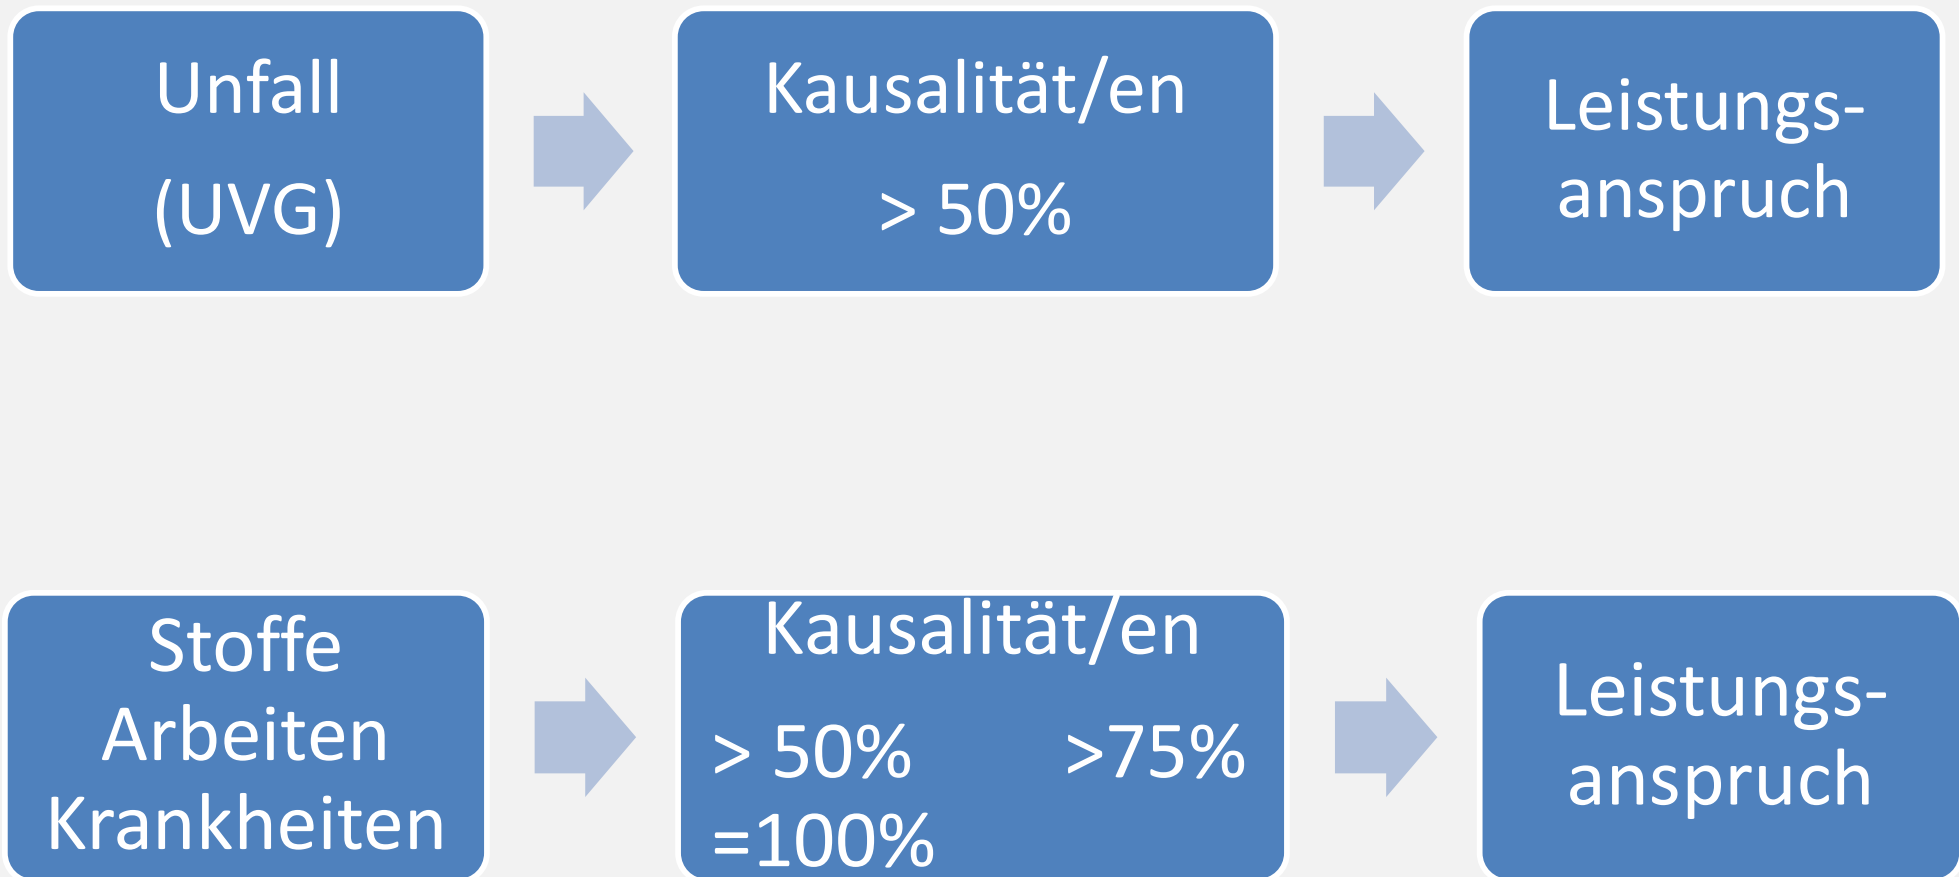 Unfall
(UVG)
Kausalität/en
> 50%
Leistungs-
anspruch
Stoffe
Arbeiten
Krankheiten
Kausalität/en
> 50% >75%
=100%
Leistungs-
anspruch